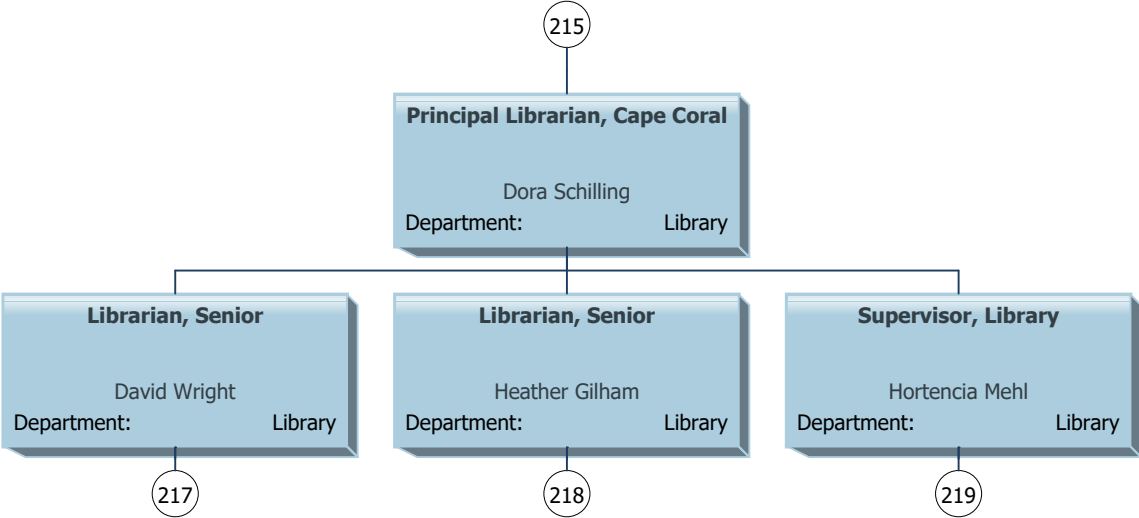 215
Principal Librarian, Cape Coral
Dora Schilling
Department: Library
Librarian, Senior
David Wright
Department: Library
217
Librarian, Senior
Heather Gilham
Department: Library
218
Supervisor, Library
Hortencia Mehl
Department: Library
219